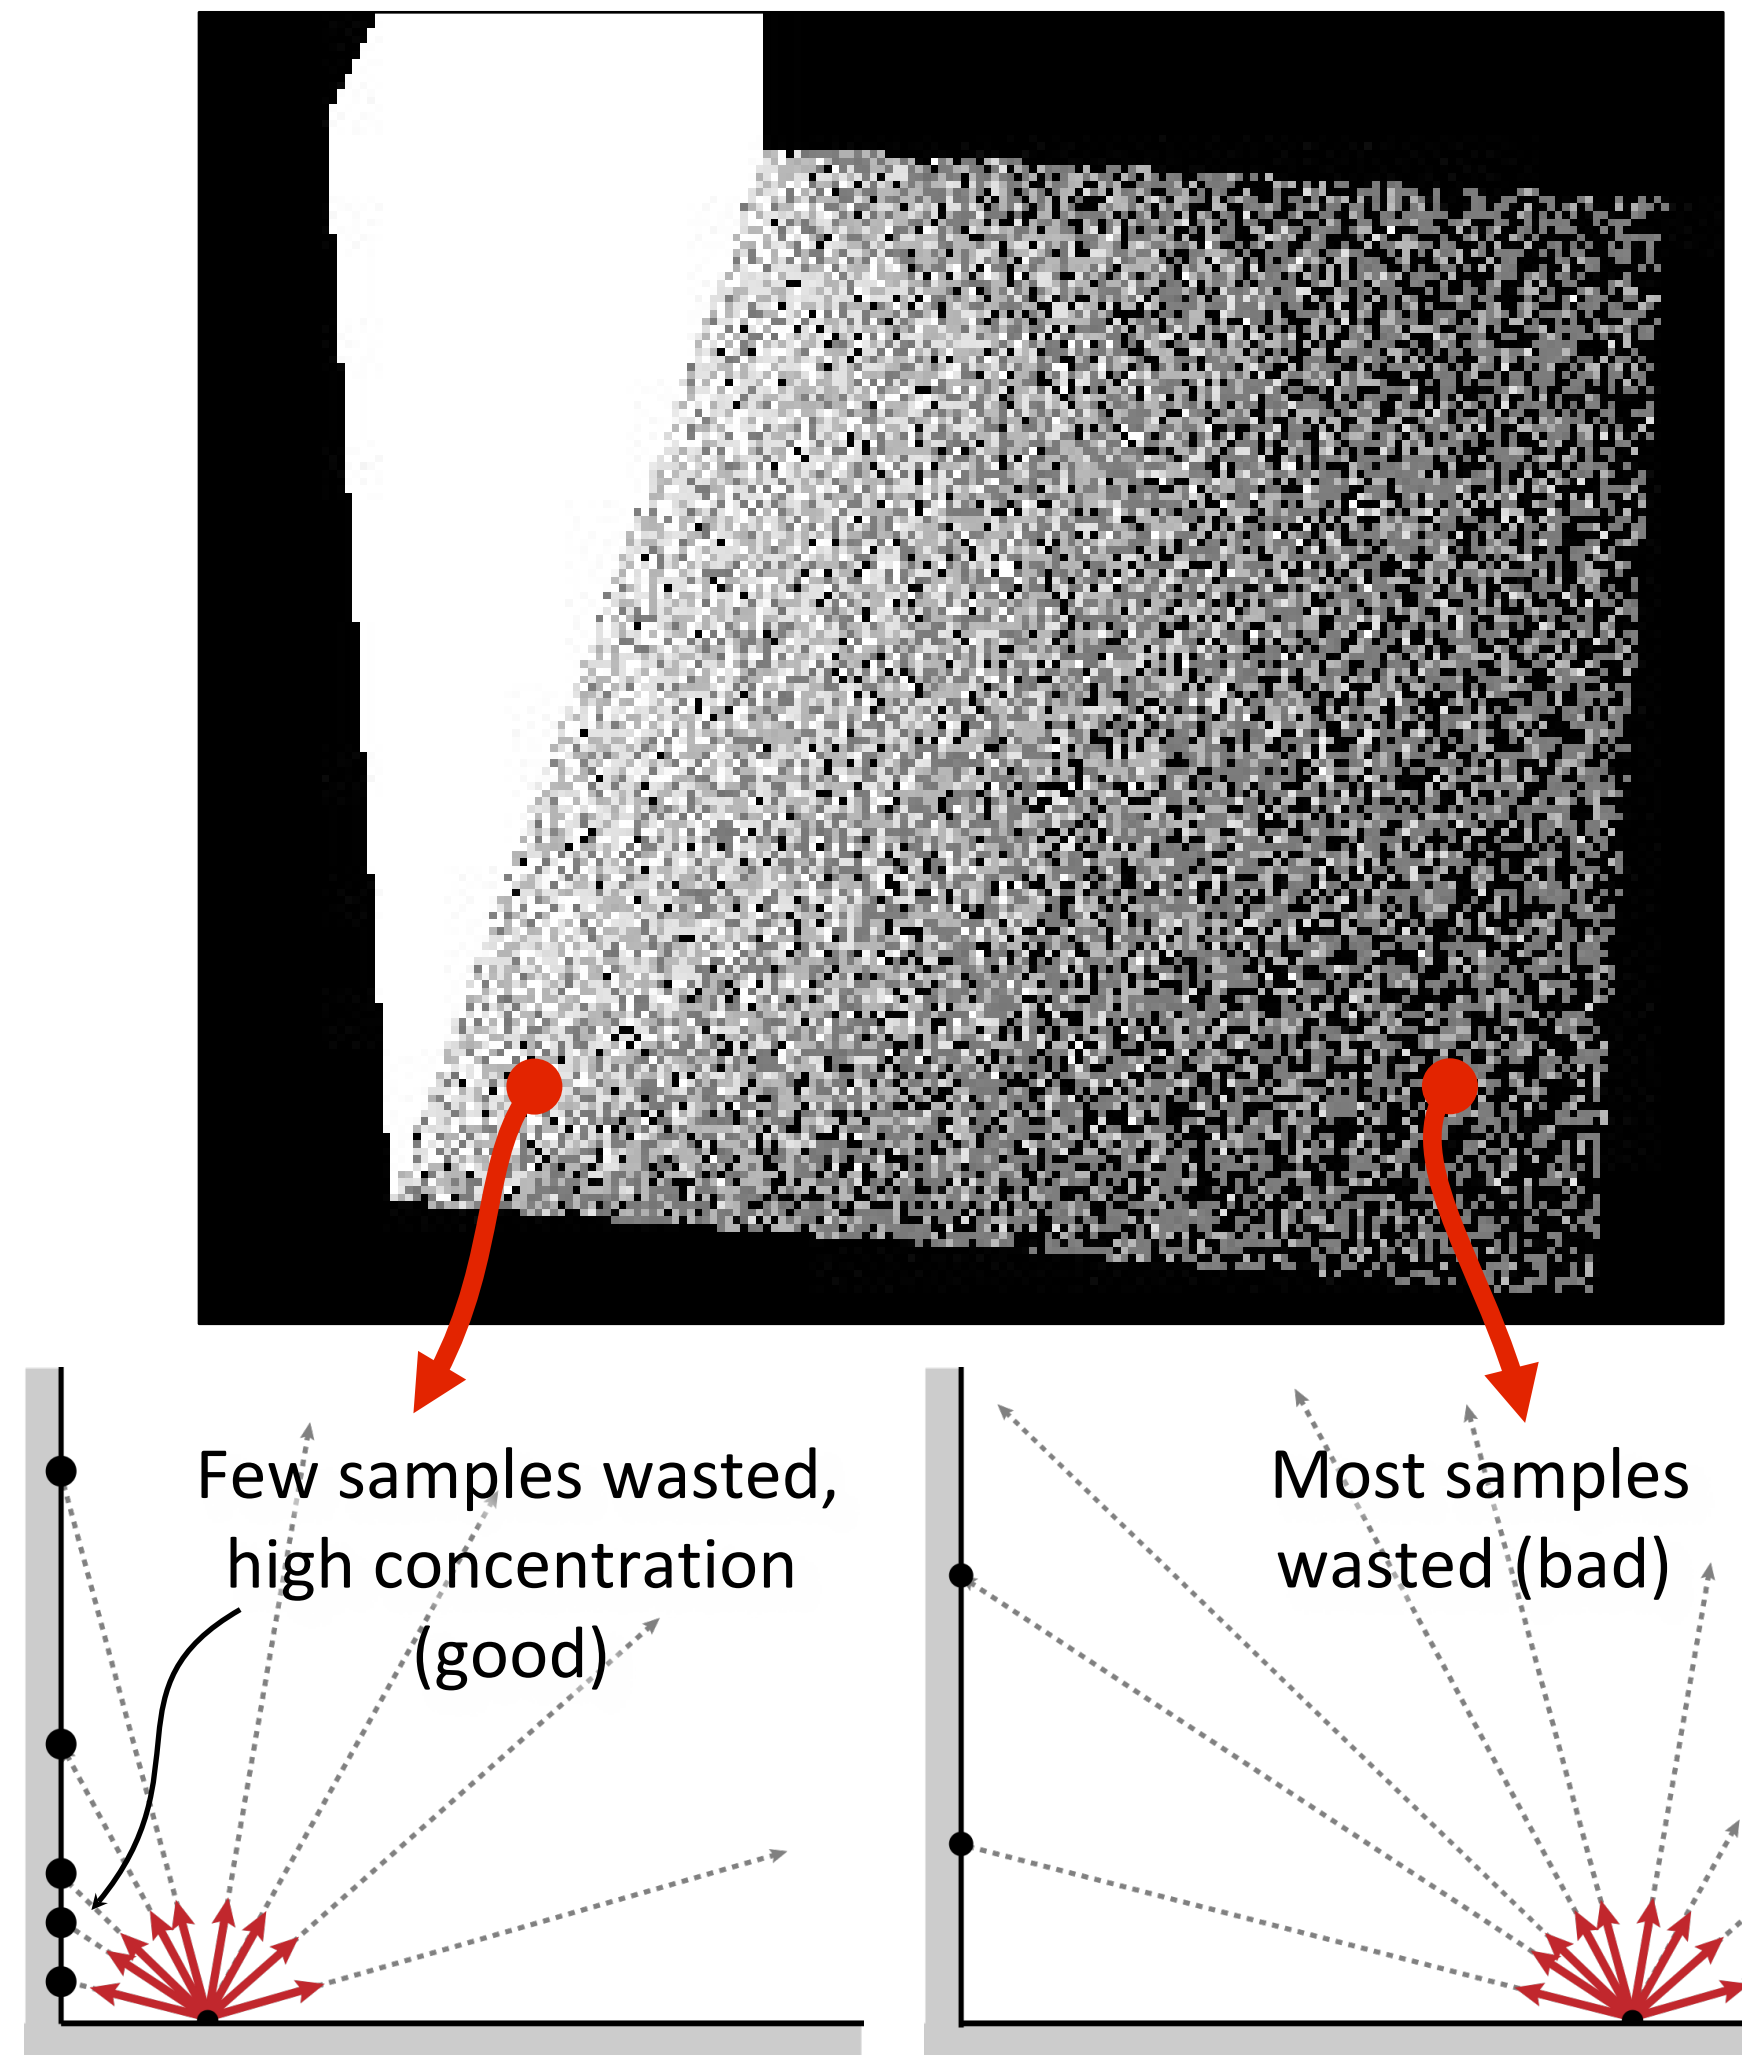 Few samples wasted,
high concentration
(good)
Most samples
wasted (bad)